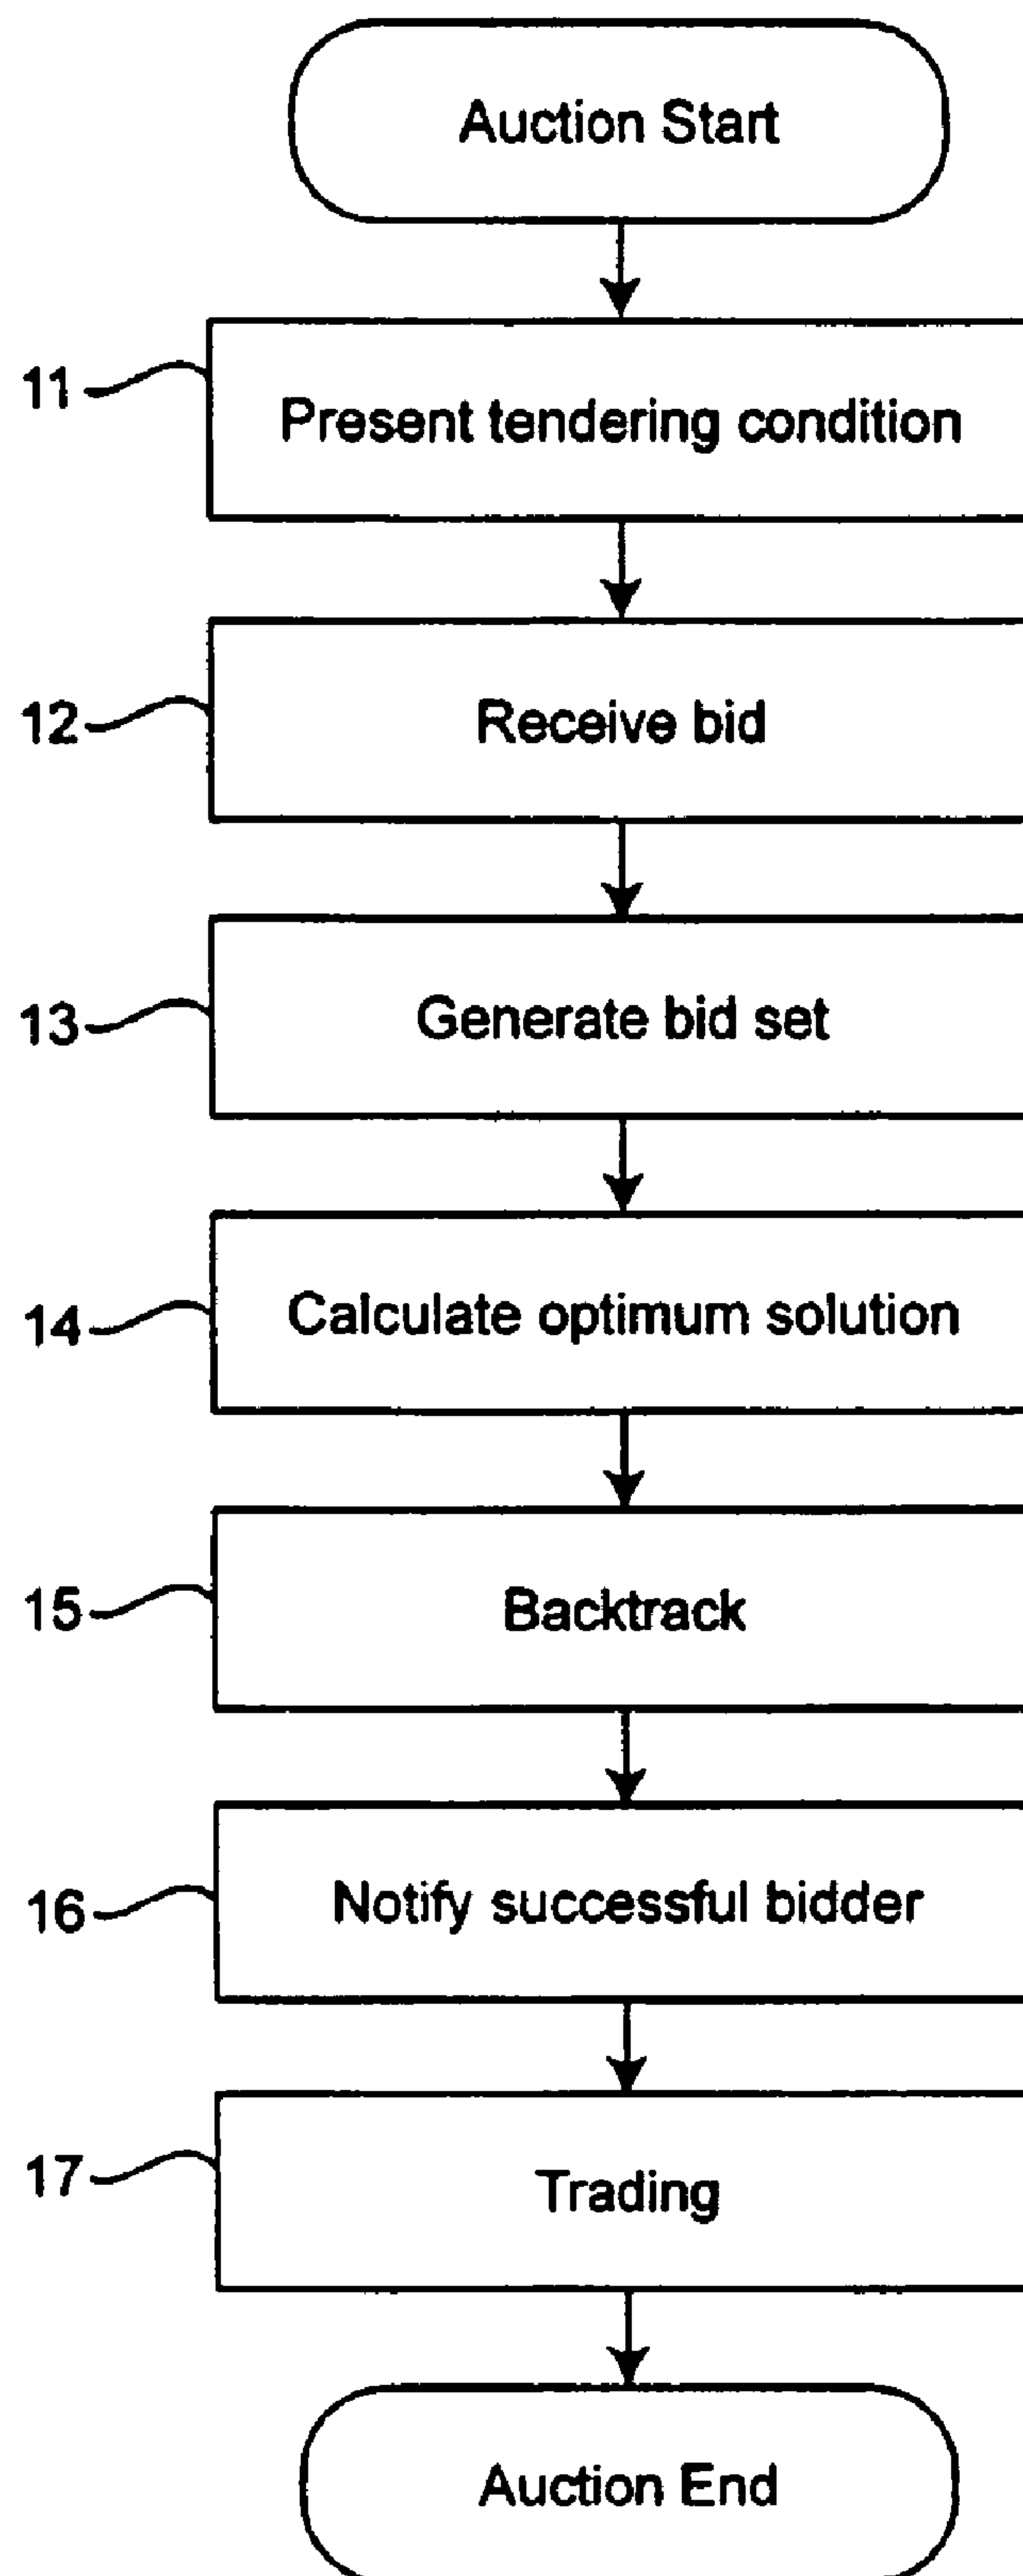 Auction Start
11
Present tendering condition
12
Receive bid
13
Generate bid set
14
Calculate optimum solution
15
Backtrack
16
Notify successful bidder
17
Trading
Auction End